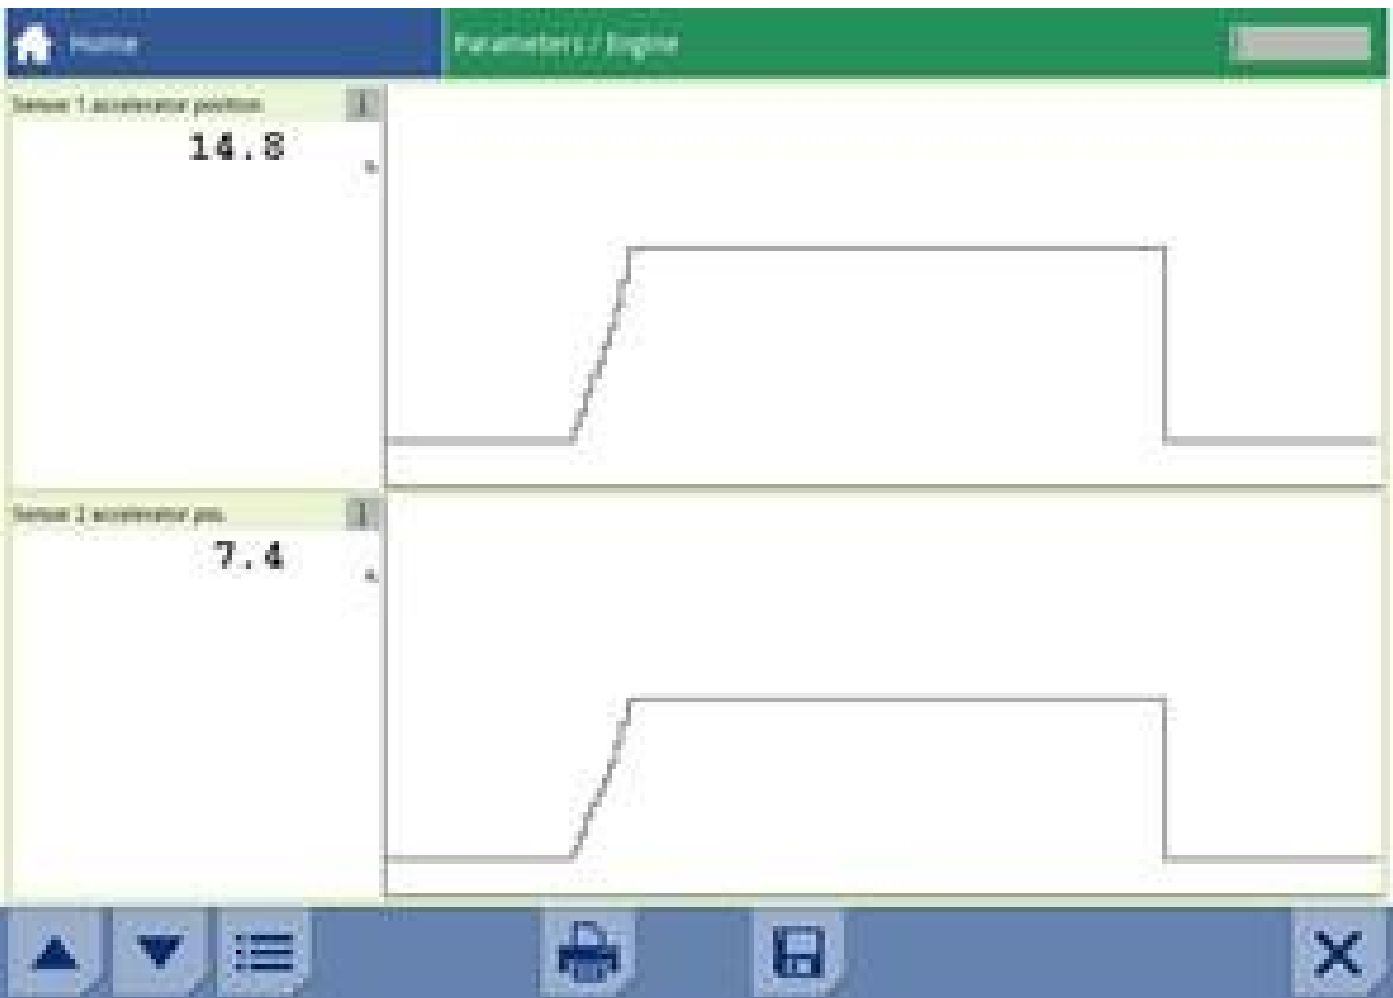 Home
Parameters / Engine
Sensor 1 accelerator position
14.8
Sensor 2 accelerator pos.
7.4